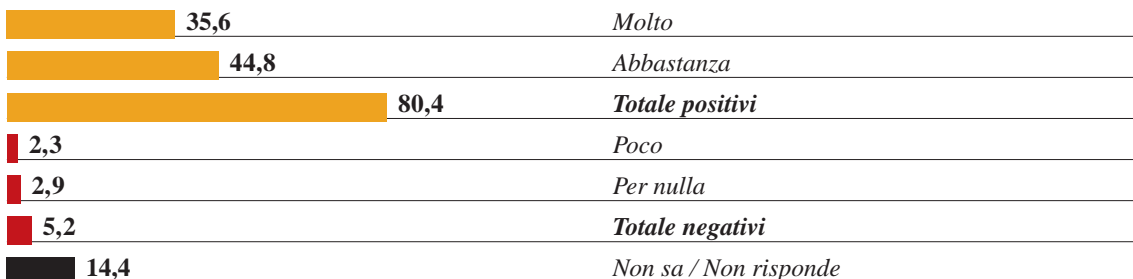 35,6 Molto
44,8 Abbastanza
80,4 Totale positivi
2,3 Poco
2,9 Per nulla
5,2 Totale negativi
14,4 Non sa / Non risponde